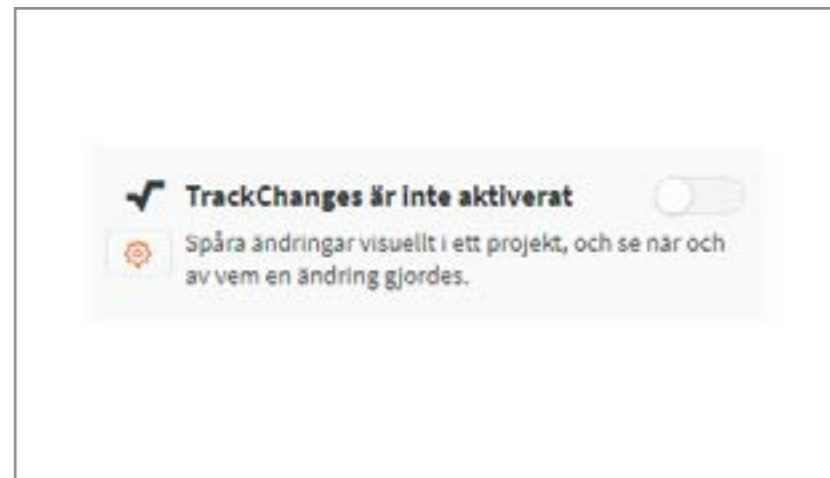 TrackChanges är inte aktiverat
Spåra ändringar visuellt i ett projekt, och se när och
av vem en ändring gjordes.